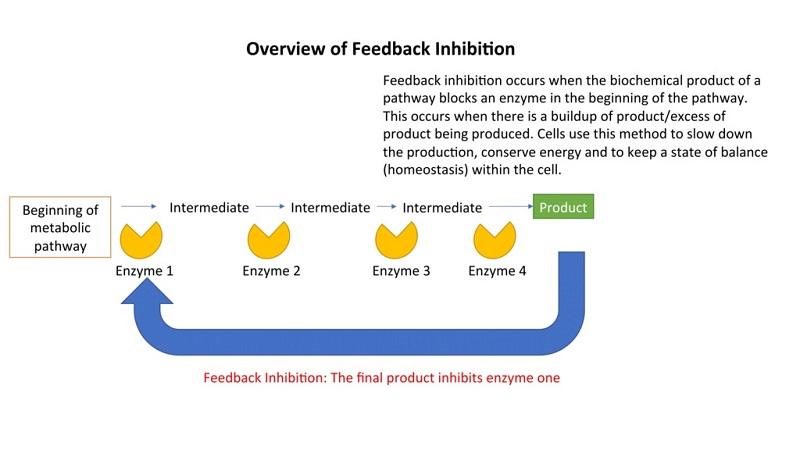 Overview of Feedback Inhibition
Feedback inhibition occurs when the biochemical product of a
pathway blocks an enzyme in the beginning of the pathway.
This occurs when there is a buildup of product/excess of
product being produced. Cells use this method to slow down
the production, conserve energy and to keep a state of balance
(homeostasis) within the cell.
Beginning of
metabolic
pathway
Intermediate
Intermediate
Intermediate
Product
Enzyme 1
Enzyme 2
Enzyme 3
Enzyme 4
Feedback Inhibition: The final product inhibits enzyme one